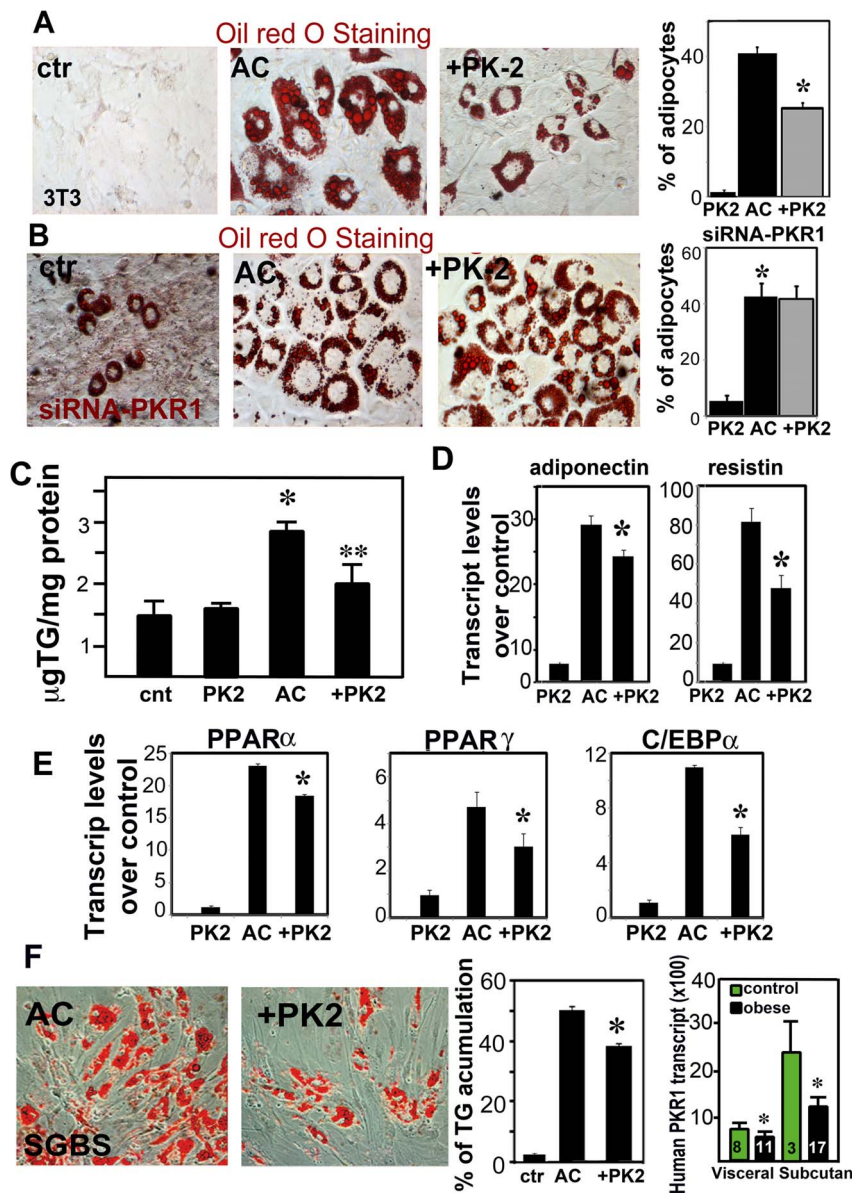 A
Oil red O Staining
ctr
AC
+PK-2
3T3
% of adipocytes
40
20
0
*
PK2 AC +PK2
B
Oil red O Staining
ctr
AC
+PK-2
siRNA-PKR1
siRNA-PKR1
% of adipocytes
60
40
20
0
*
PK2 AC +PK2
C
μgTG/mg protein
3
2
1
*
**
cnt PK2 AC +PK2
D
adiponectin
resistin
Transcript levels
over control
30
20
10
0
*
PK2 AC +PK2
100
80
60
40
20
0
*
PK2 AC +PK2
E
PPARα
PPAR γ
C/EBPα
Transcrip levels
over control
25
20
15
10
5
0
*
PK2 AC +PK2
6
4
2
0
*
PK2 AC +PK2
12
8
4
0
*
PK2 AC +PK2
F
AC
+PK2
SGBS
% of TG acumulation
60
40
20
0
*
ctr AC +PK2
Human PKR1 transcript (x100)
control
obese
30
20
10
*
*
8 11 3 17
Visceral Subcutan